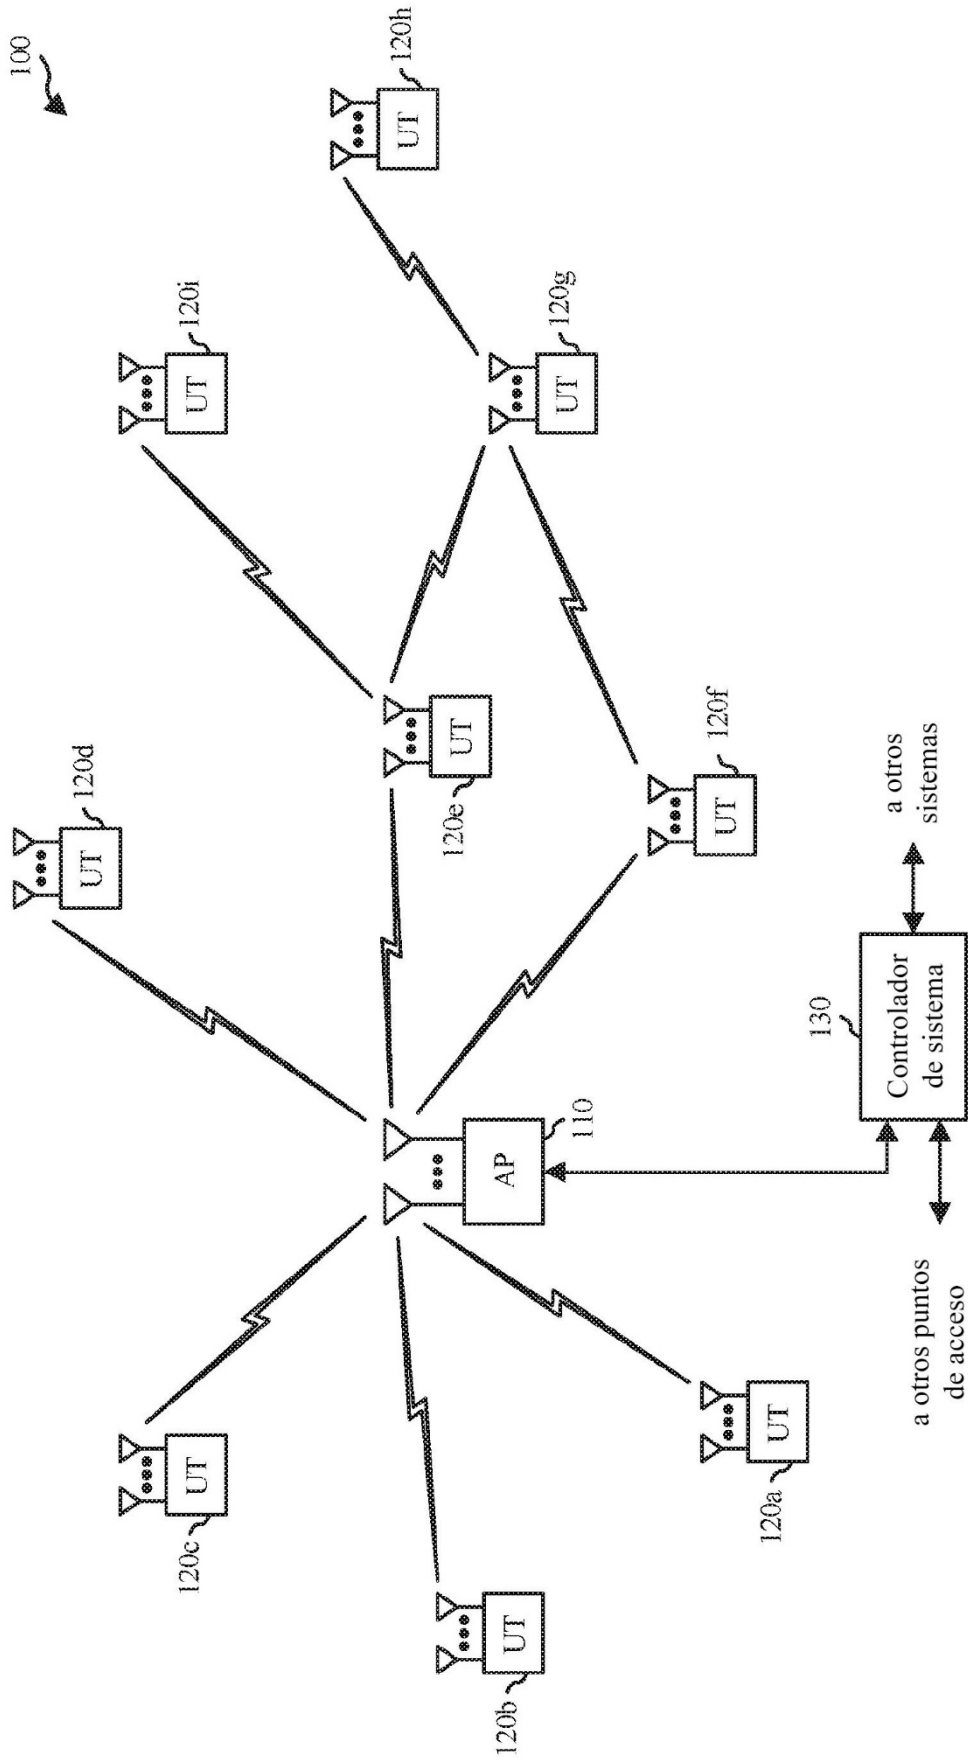 100
120d
UT
120i
UT
120h
UT
120c
UT
120e
UT
120g
UT
AP
110
120b
UT
120f
UT
120a
UT
130
Controlador
de sistema
a otros puntos
de acceso
a otros
sistemas